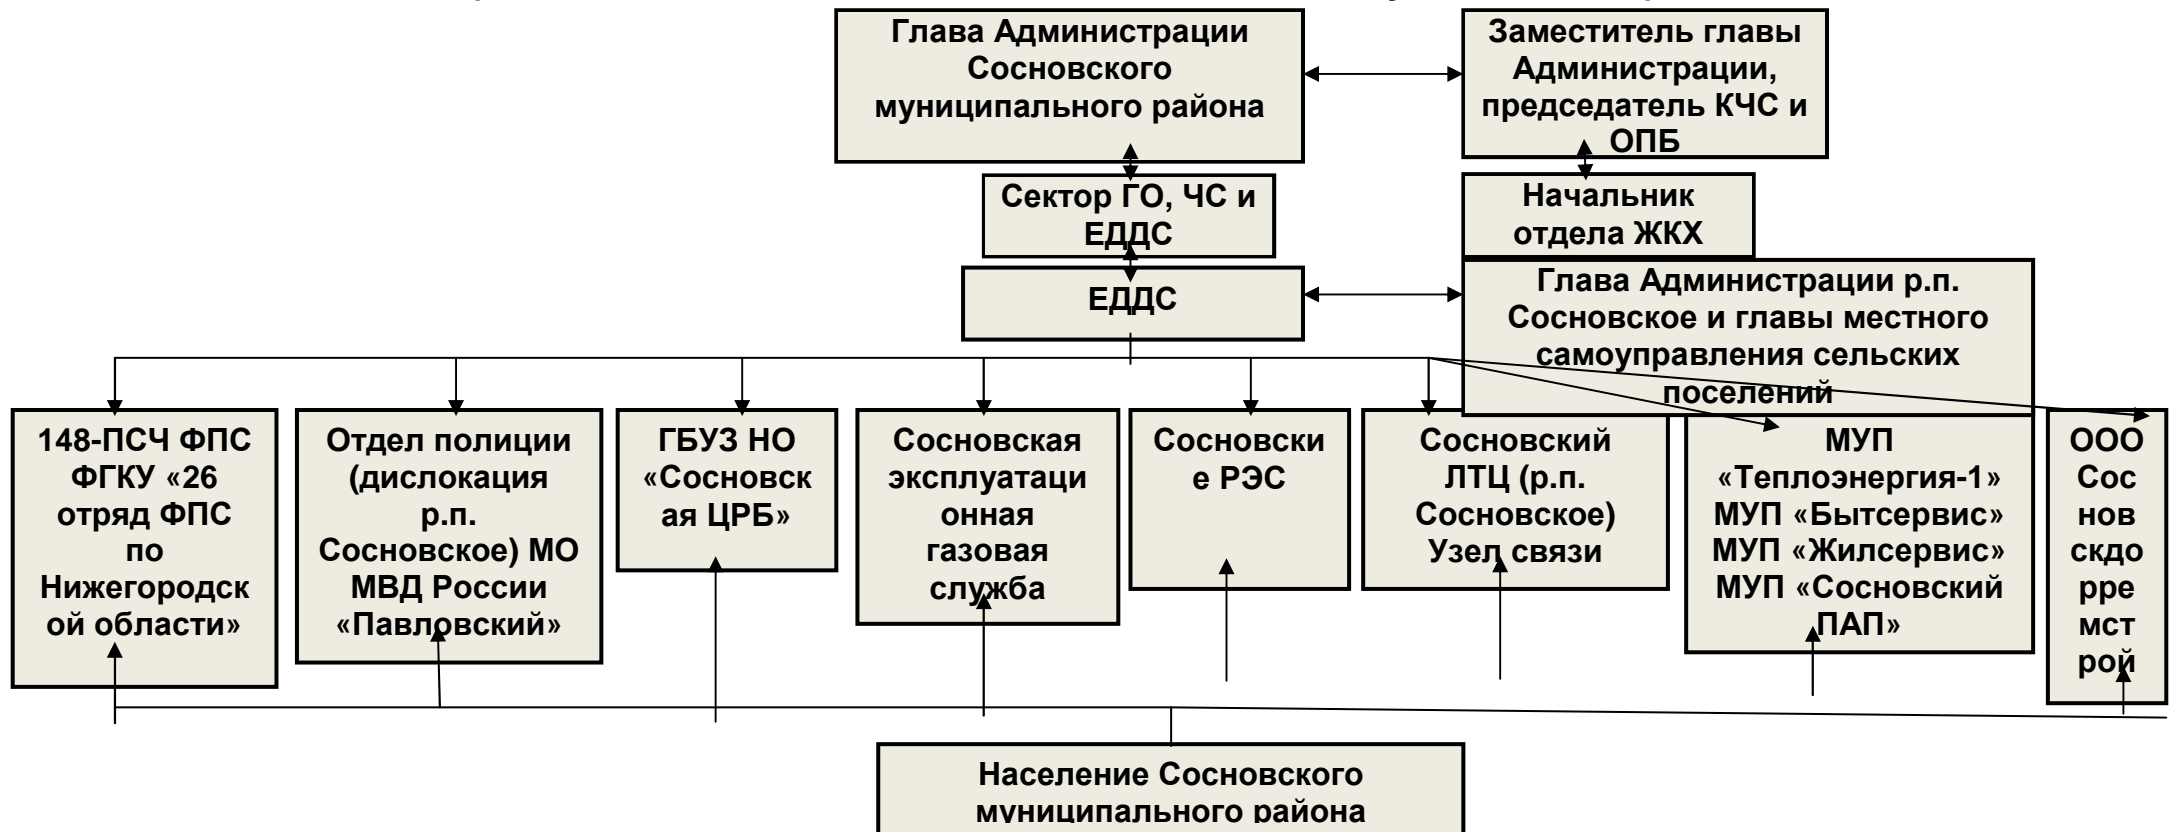 Глава Администрации
Сосновского
муниципального района
Заместитель главы
Администрации,
председатель КЧС и
ОПБ
Сектор ГО, ЧС и
ЕДДС
Начальник
отдела ЖКХ
ЕДДС
Глава Администрации р.п.
Сосновское и главы местного
самоуправления сельских
поселений
148-ПСЧ ФПС
ФГКУ «26
отряд ФПС
по
Нижегородск
ой области»
Отдел полиции
(дислокация
р.п.
Сосновское) МО
МВД России
«Павловский»
ГБУЗ НО
«Сосновск
ая ЦРБ»
Сосновская
эксплуатаци
онная
газовая
служба
Сосновски
е РЭС
Сосновский
ЛТЦ (р.п.
Сосновское)
Узел связи
МУП
«Теплоэнергия-1»
МУП «Бытсервис»
МУП «Жилсервис»
МУП «Сосновский
ПАП»
ООО
Сос
нов
скдо
рре
мст
рой
Население Сосновского
муниципального района